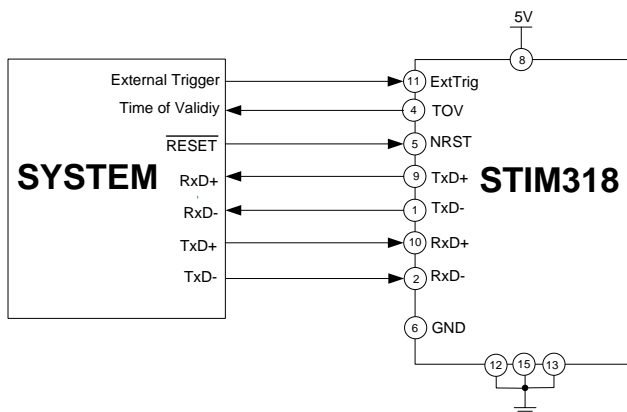 5V
8
External Trigger
11 ExtTrig
Time of Validiy
4 TOV
RESET
5 NRST
SYSTEM
STIM318
RxD+
9 TxD+
RxD-
1 TxD-
TxD+
10 RxD+
TxD-
2 RxD-
6 GND
12 15 13